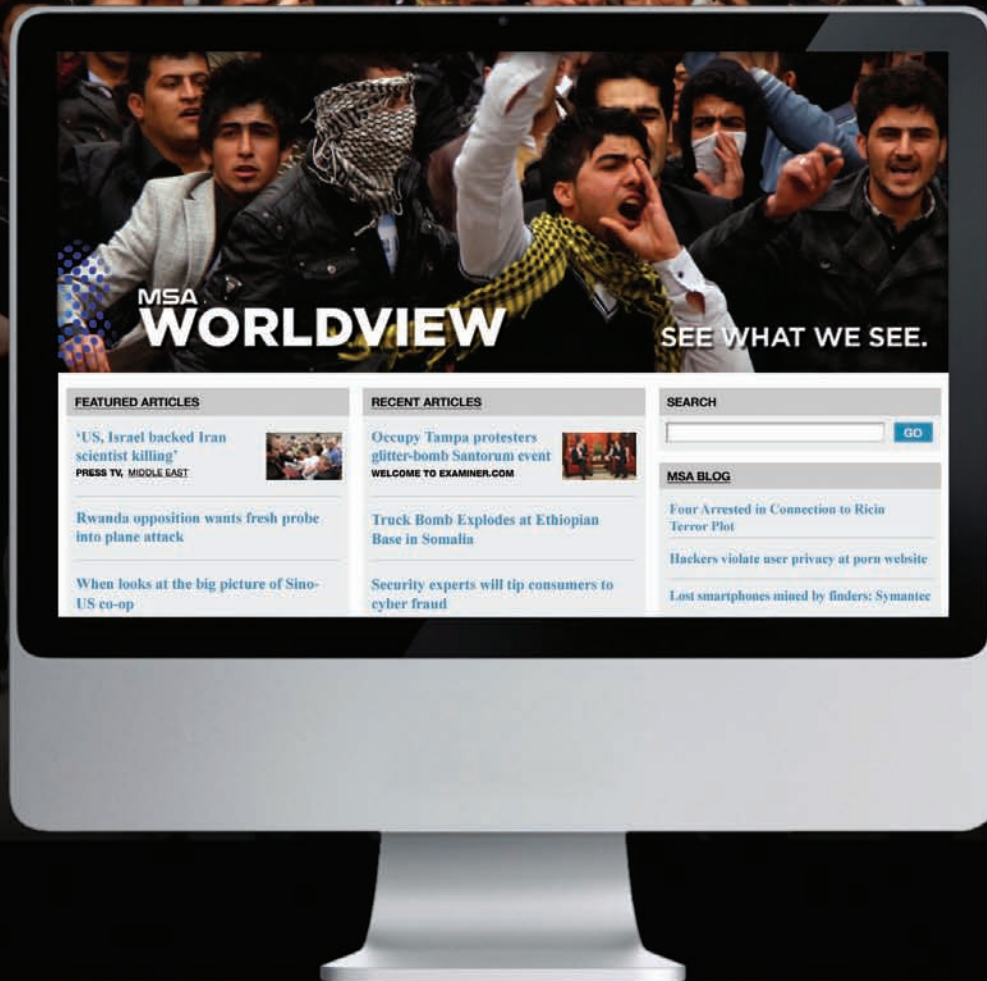 MSA
WORLDVIEW
SEE WHAT WE SEE.
FEATURED ARTICLES
'US, Israel backed Iran
scientist killing'
PRESS TV, MIDDLE EAST
Rwanda opposition wants fresh probe
into plane attack
When looks at the big picture of Sino-
US co-op
RECENT ARTICLES
Occupy Tampa protesters
glitter-bomb Santorum event
WELCOME TO EXAMINER.COM
Truck Bomb Explodes at Ethiopian
Base in Somalia
Security experts will tip consumers to
cyber fraud
SEARCH
GO
MSA BLOG
Four Arrested in Connection to Ricin
Terror Plot
Hackers violate user privacy at porn website
Lost smartphones mined by finders: Symantec